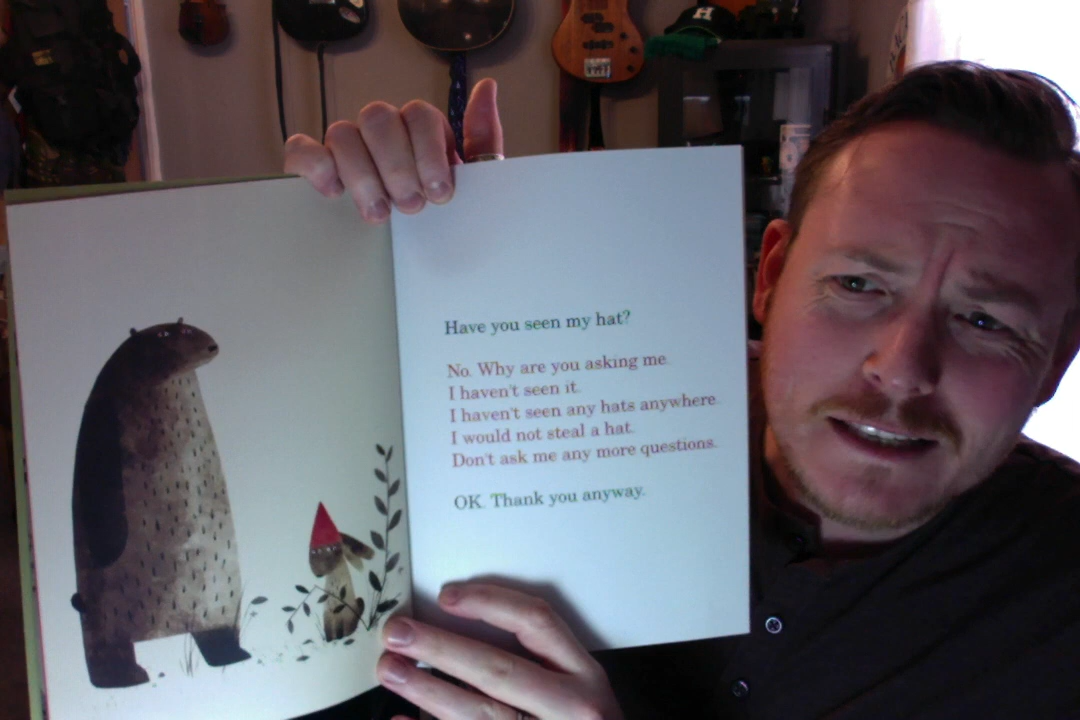 H
Have you seen my hat?
No. Why are you asking me.
I haven't seen it.
I haven't seen any hats anywhere.
I would not steal a hat.
Don't ask me any more questions.
OK. Thank you anyway.